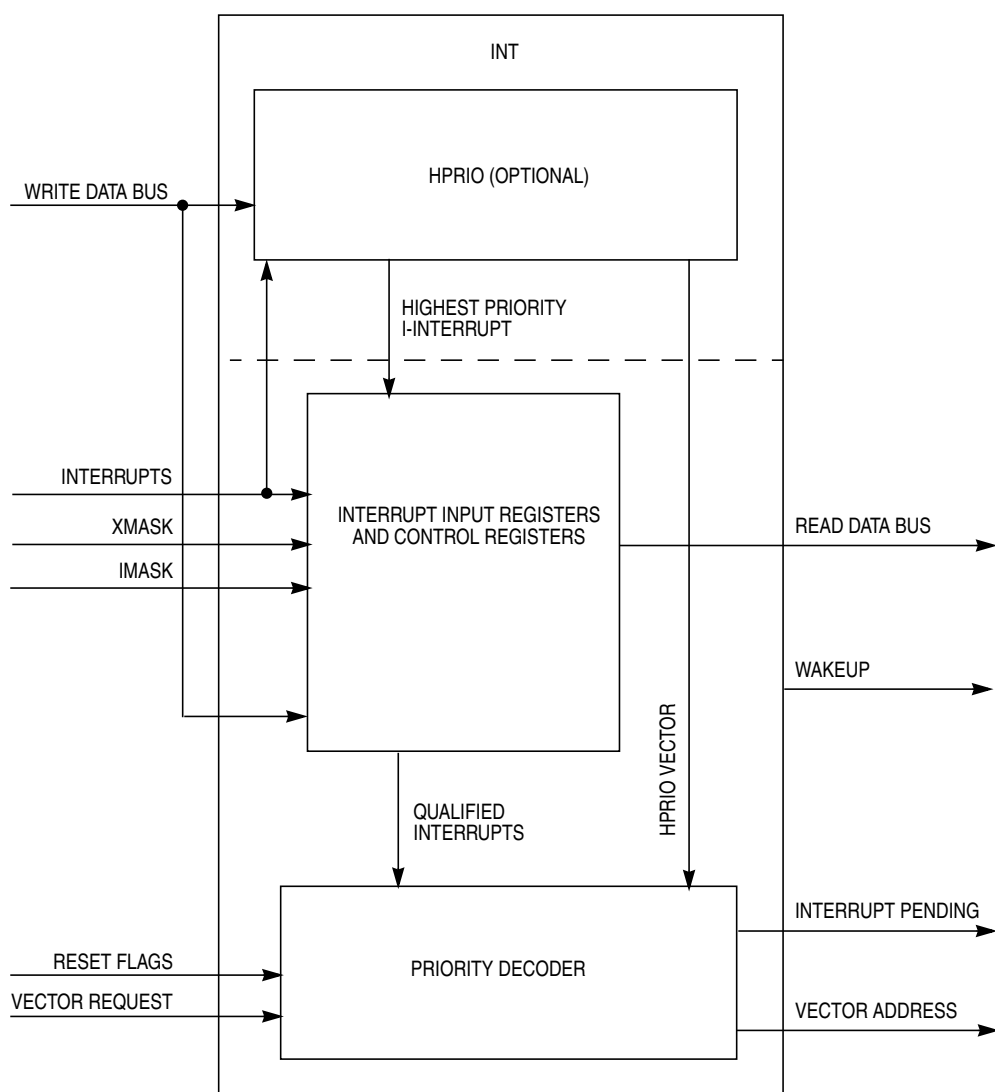 INT
HPRIO (OPTIONAL)
WRITE DATA BUS
HIGHEST PRIORITY
I-INTERRUPT
INTERRUPTS
XMASK
IMASK
INTERRUPT INPUT REGISTERS
AND CONTROL REGISTERS
READ DATA BUS
WAKEUP
HPRIO VECTOR
QUALIFIED
INTERRUPTS
INTERRUPT PENDING
RESET FLAGS
PRIORITY DECODER
VECTOR REQUEST
VECTOR ADDRESS